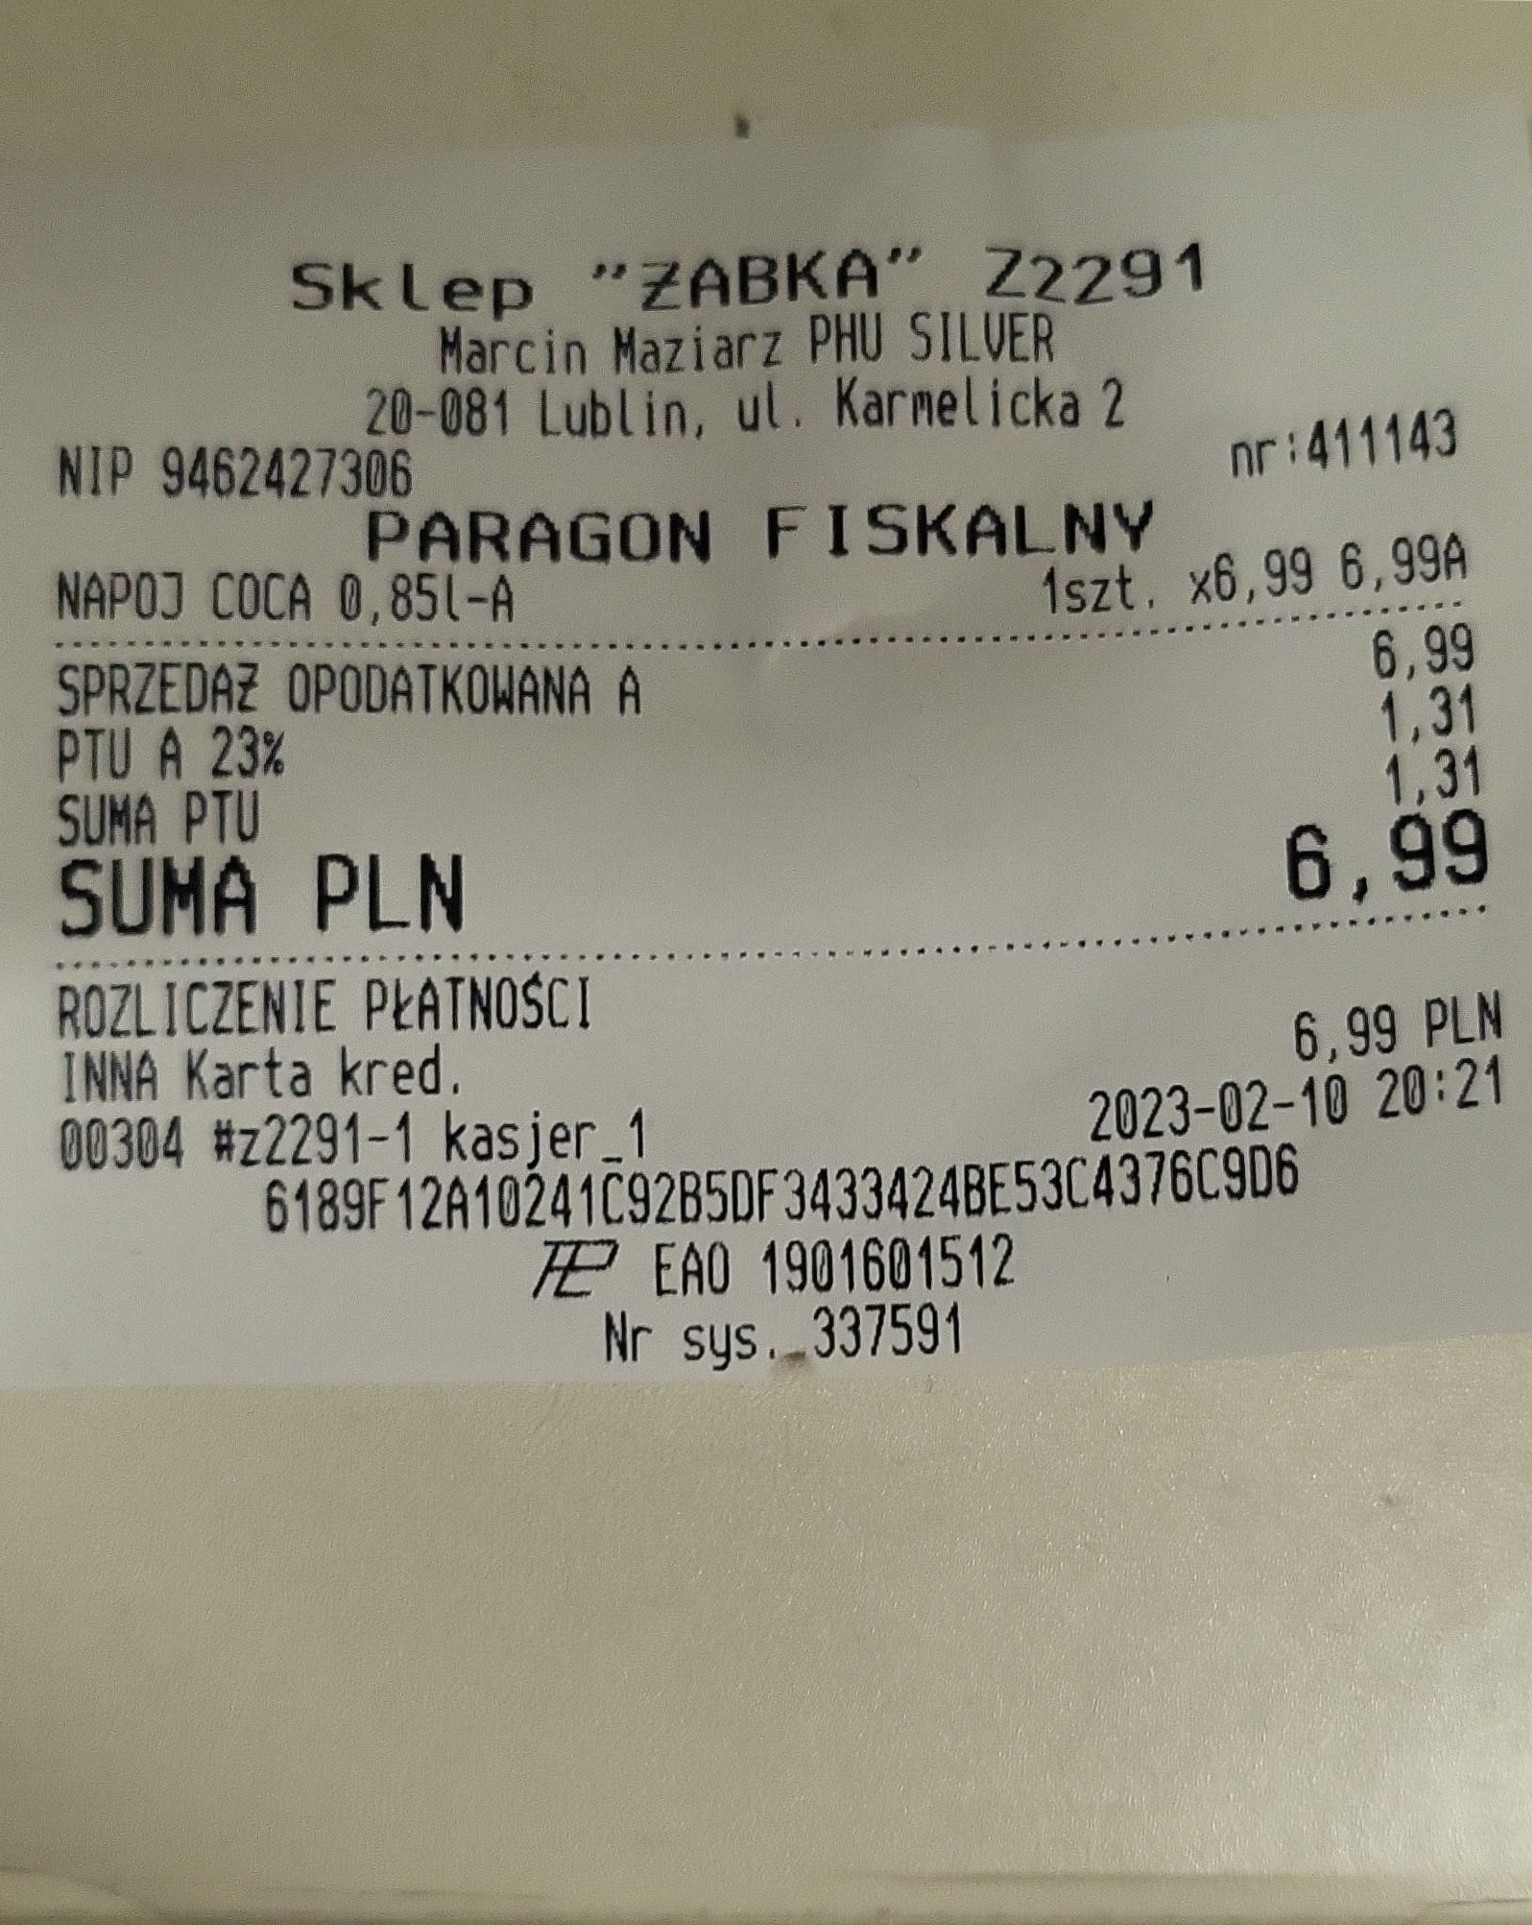 Sklep "ŻABKA" Z2291
Marcin Maziarz PHU SILVER
20-081 Lublin, ul. Karmelicka 2
NIP 9462427306 nr:411143
PARAGON FISKALNY
NAPOJ COCA 0,85l-A 1szt. x6,99 6,99A
SPRZEDAŻ OPODATKOWANA A 6,99
PTU A 23% 1,31
SUMA PTU 1,31
SUMA PLN 6,99
ROZLICZENIE PŁATNOŚCI
INNA Karta kred. 6,99 PLN
00304 #z2291-1 kasjer_1 2023-02-10 20:21
6189F12A10241C92B5DF3433424BE53C4376C9D6
EAO 1901601512
Nr sys. 337591